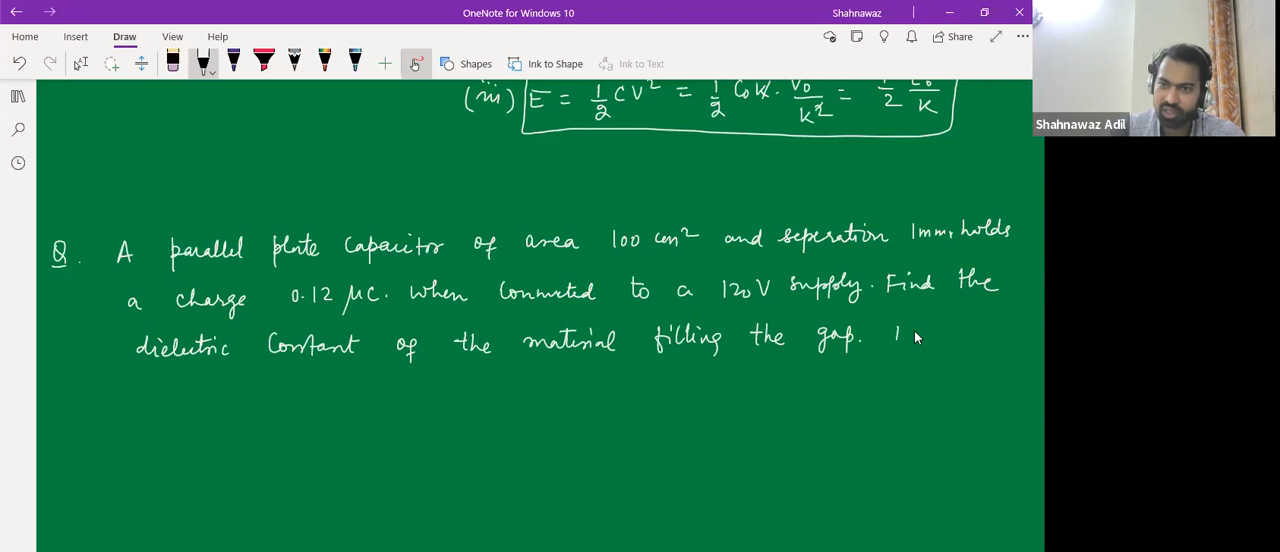 OneNote for Windows 10
Shahnawaz
Home Insert Draw View Help
Share
Shapes Ink to Shape Ink to Text
Shahnawaz Adil
(iii) E = 1/2 CV² = 1/2 C₀K · V₀/K² = 1/2 /K
Q. A parallel plate capacitor of area 100 cm² and seperation 1mm, holds
a charge 0.12 μC. When connected to a 120V supply. Find the
dielectric constant of the material filling the gap. 1